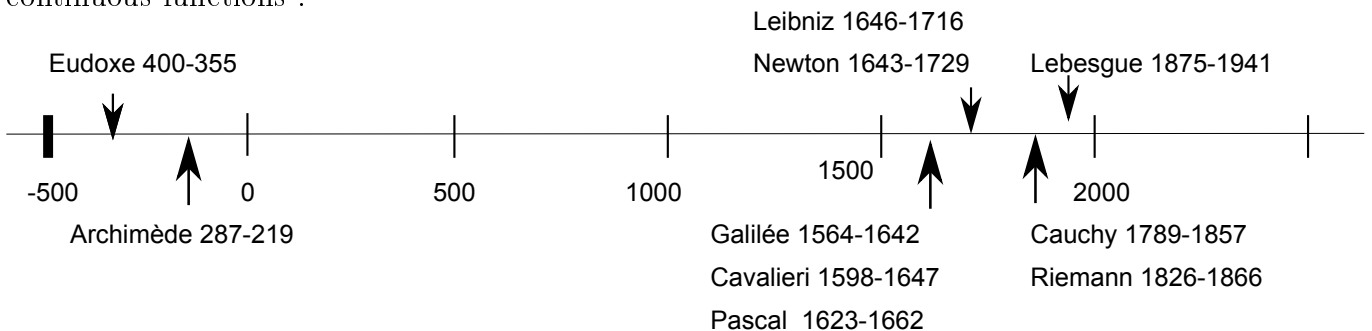 continuous functions .
Leibniz 1646-1716
Eudoxe 400-355
Newton 1643-1729
Lebesgue 1875-1941
-500
0
500
1000
1500
2000
Archimède 287-219
Galilée 1564-1642
Cauchy 1789-1857
Cavalieri 1598-1647
Riemann 1826-1866
Pascal 1623-1662